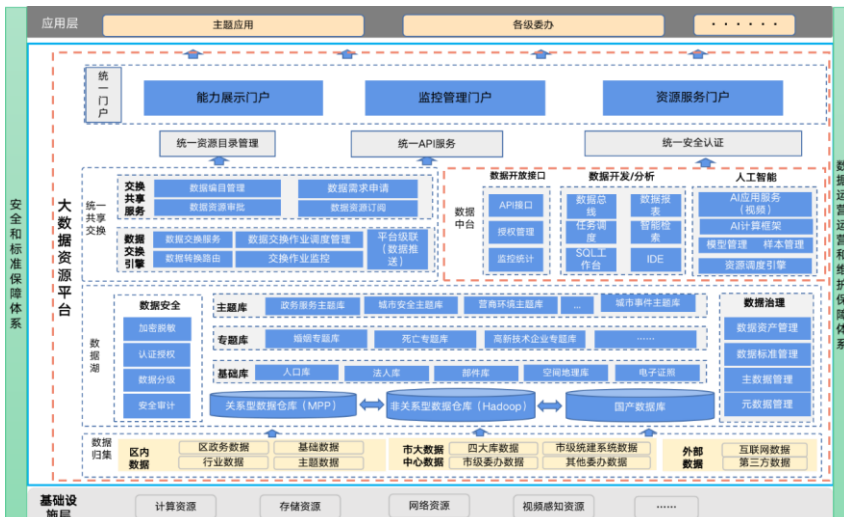 应用层
主题应用
各级委办
······
统一门户
能力展示门户
监控管理门户
资源服务门户
统一资源目录管理
统一API服务
统一安全认证
安全和标准保障体系
大数据资源平台
统一共享交换
交换共享服务
数据编目管理
数据需求申请
数据资源审批
数据资源订阅
数据交换引擎
数据交换服务
数据交换作业调度管理
平台级联(数据推送)
数据转换路由
交换作业监控
数据中台
数据开放接口
API接口
授权管理
监控统计
数据开发/分析
数据总线
数据报表
任务调度
智能检索
SQL工作台
IDE
人工智能
AI应用服务(视频)
AI计算框架
模型管理
样本管理
资源调度引擎
数据运营运营和维护保障体系
数据湖
数据安全
加密脱敏
认证授权
数据分级
安全审计
主题库
政务服务主题库
城市安全主题库
营商环境主题库
...
城市事件主题库
专题库
婚姻专题库
死亡专题库
高新技术企业专题库
······
基础库
人口库
法人库
部件库
空间地理库
电子证照
关系型数据仓库(MPP)
非关系型数据仓库(Hadoop)
国产数据库
数据治理
数据资产管理
数据标准管理
主数据管理
元数据管理
数据归集
区内数据
区政务数据
基础数据
行业数据
主题数据
市大数据中心数据
四大库数据
市级统建系统数据
市级委办数据
其他委办数据
外部数据
互联网数据
第三方数据
基础设施层
计算资源
存储资源
网络资源
视频感知资源
······